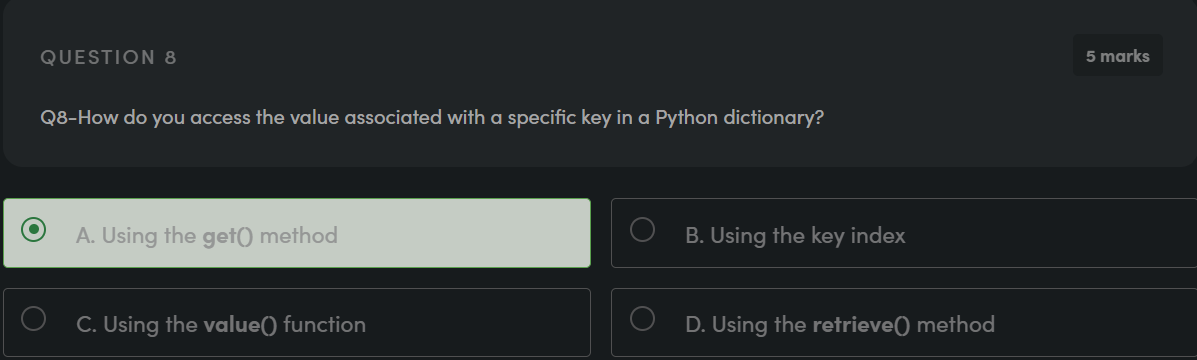 QUESTION 8
5 marks
Q8-How do you access the value associated with a specific key in a Python dictionary?
A. Using the get() method
B. Using the key index
C. Using the value() function
D. Using the retrieve() method